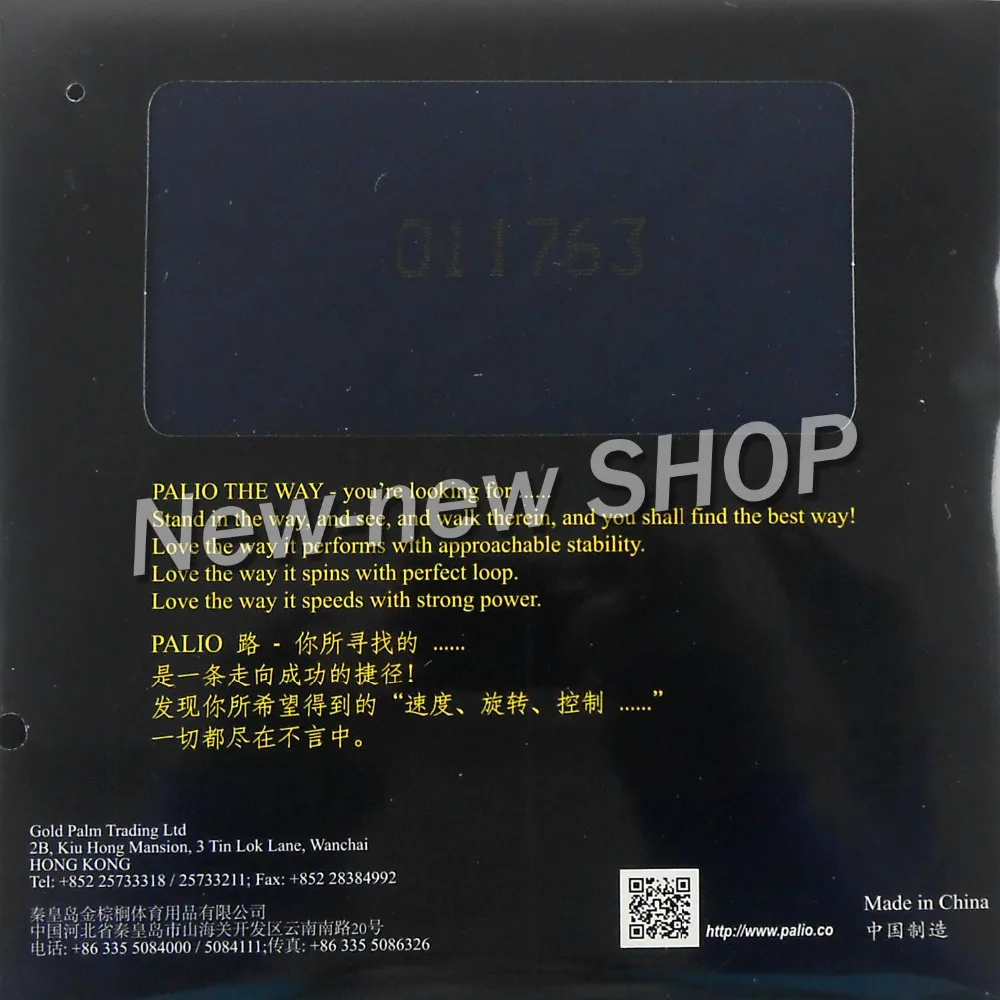 011763
New-new SHOP
PALIO THE WAY - you're looking for ......
Stand in the way, and see, and walk therein, and you shall find the best way!
Love the way it performs with approachable stability.
Love the way it spins with perfect loop.
Love the way it speeds with strong power.
PALIO 路 - 你所寻找的 ......
是一条走向成功的捷径!
发现你所希望得到的“速度、旋转、控制 ......”
一切都尽在不言中。
Gold Palm Trading Ltd
2B, Kiu Hong Mansion, 3 Tin Lok Lane, Wanchai
HONG KONG
Tel: +852 25733318 / 25733211; Fax: +852 28384992
秦皇岛金棕榈体育用品有限公司
中国河北省秦皇岛市山海关开发区云南南路20号
电话: +86 335 5084000 / 5084111;传真: +86 335 5086326
http://www.palio.co
Made in China
中国制造